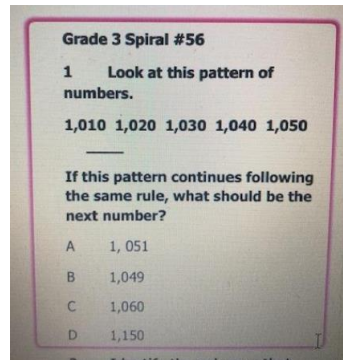 Grade 3 Spiral #56
1 Look at this pattern of
numbers.
1,010 1,020 1,030 1,040 1,050
_____
If this pattern continues following
the same rule, what should be the
next number?
A 1, 051
B 1,049
C 1,060
D 1,150